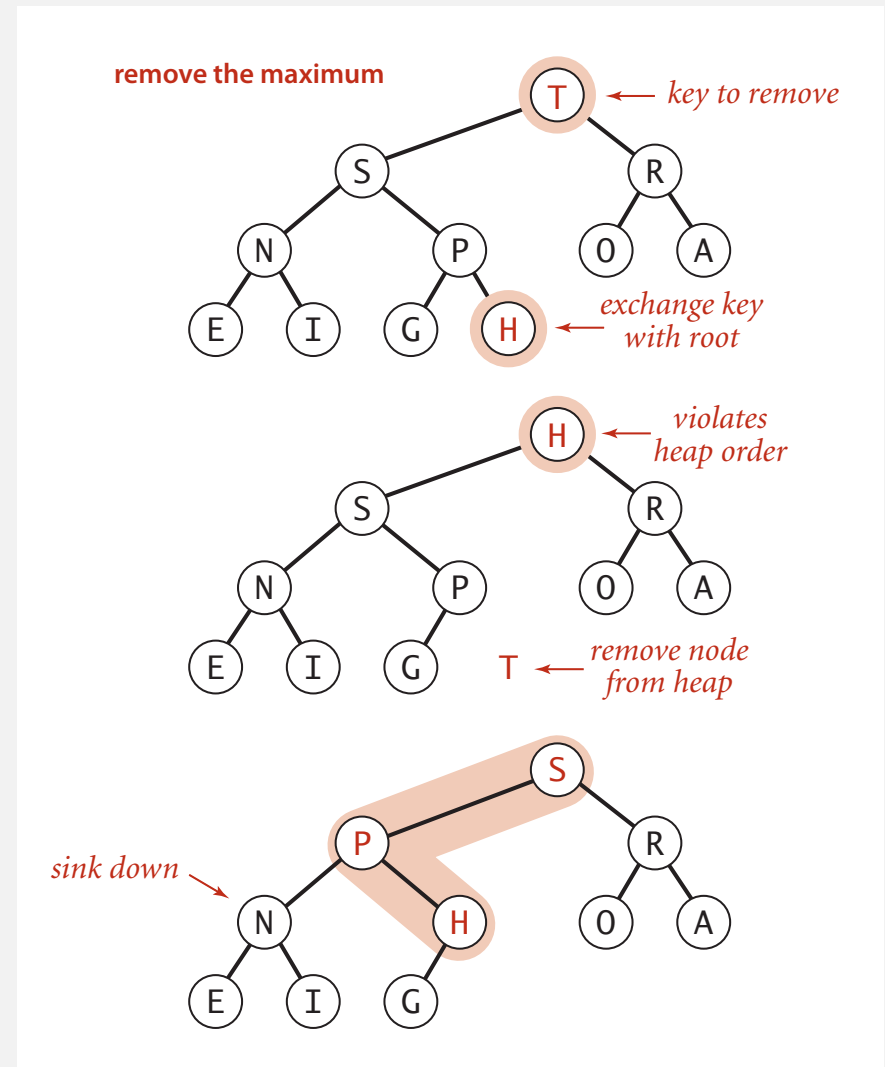 remove the maximum
T
key to remove
S
R
N
P
O
A
E
I
G
H
exchange key
with root
H
violates
heap order
S
R
N
P
O
A
E
I
G
T
remove node
from heap
S
P
R
sink down
N
H
O
A
E
I
G